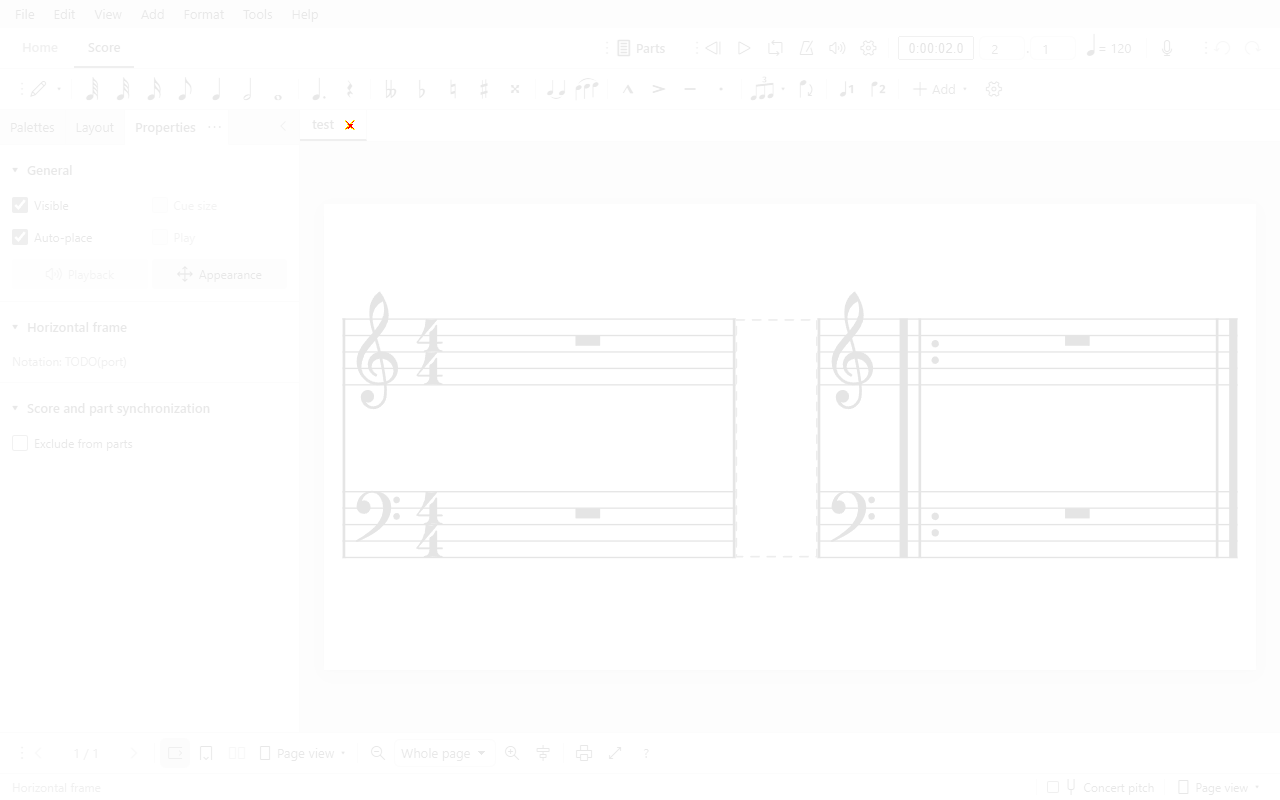 File Edit View Add Format Tools Help
Home Score Parts 0:00:02.0 2 . 1 = 120
Add
Palettes Layout Properties test
General
Visible Cue size
Auto-place Play
Playback Appearance
Horizontal frame
Notation: TODO(port)
Score and part synchronization
Exclude from parts
1 / 1 Page view Whole page ?
Horizontal frame Concert pitch Page view